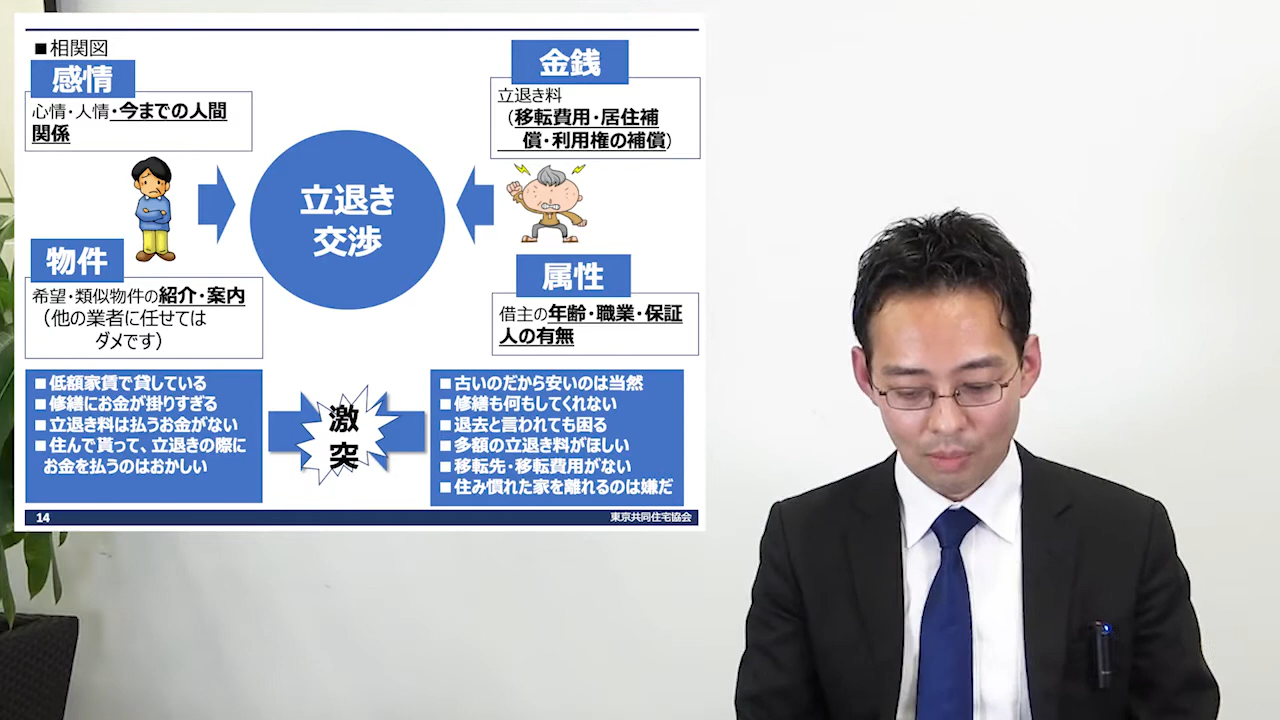 ■相関図
感情
心情・人情・今までの人間
関係
金銭
立退き料
（移転費用・居住補
償・利用権の補償）
立退き
交渉
物件
希望・類似物件の紹介・案内
（他の業者に任せては
ダメです）
属性
借主の年齢・職業・保証
人の有無
■低額家賃で貸している
■修繕にお金が掛りすぎる
■立退き料は払うお金がない
■住んで貰って、立退きの際に
お金を払うのはおかしい
激
突
■古いのだから安いのは当然
■修繕も何もしてくれない
■退去と言われても困る
■多額の立退き料がほしい
■移転先・移転費用がない
■住み慣れた家を離れるのは嫌だ
14
東京共同住宅協会